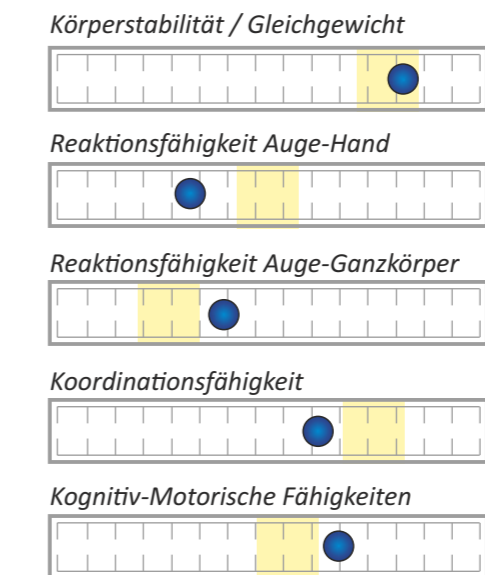 Körperstabilität / Gleichgewicht
Reaktionsfähigkeit Auge-Hand
Reaktionsfähigkeit Auge-Ganzkörper
Koordinationsfähigkeit
Kognitiv-Motorische Fähigkeiten